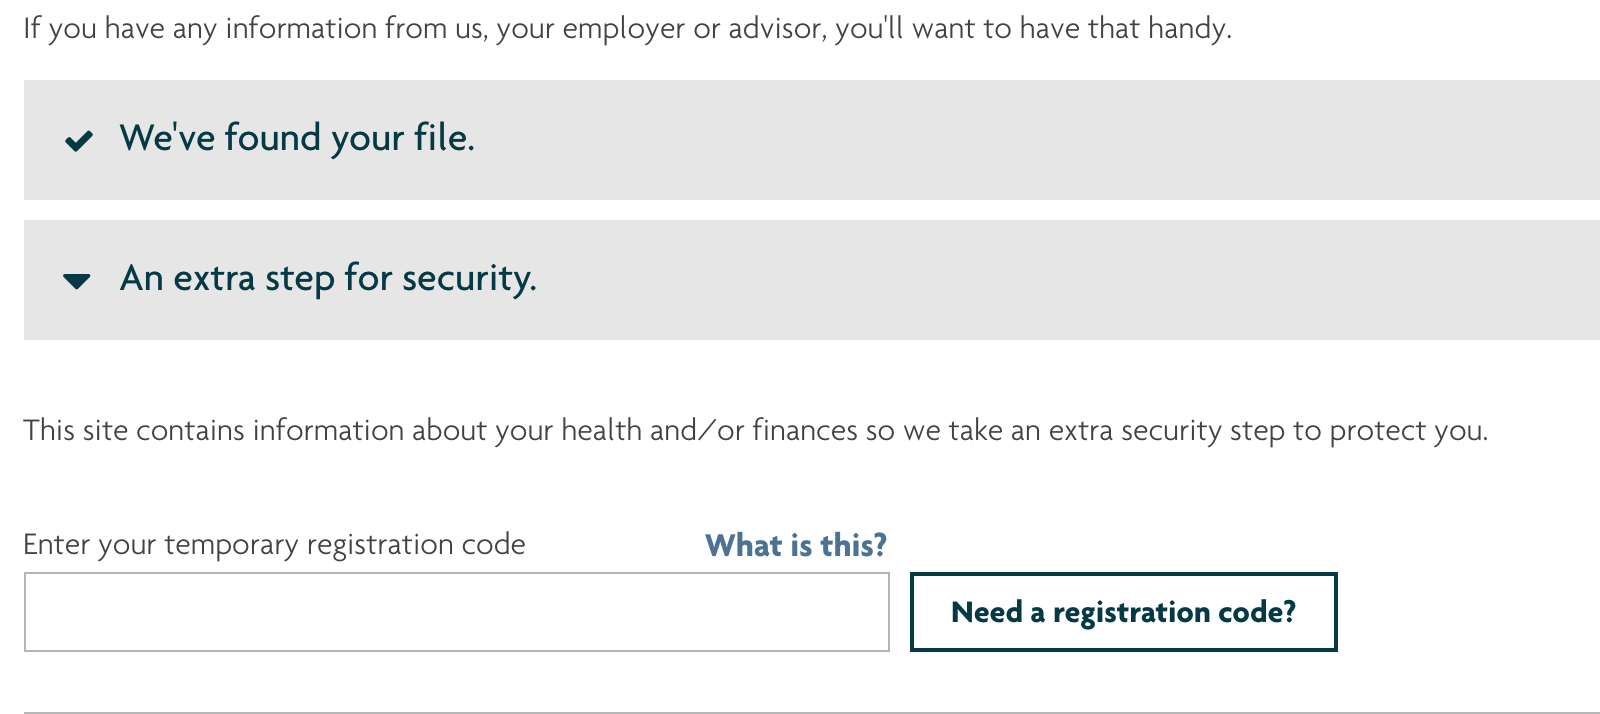 If you have any information from us, your employer or advisor, you'll want to have that handy.
We've found your file.
An extra step for security.
This site contains information about your health and/or finances so we take an extra security step to protect you.
Enter your temporary registration code
What is this?
Need a registration code?